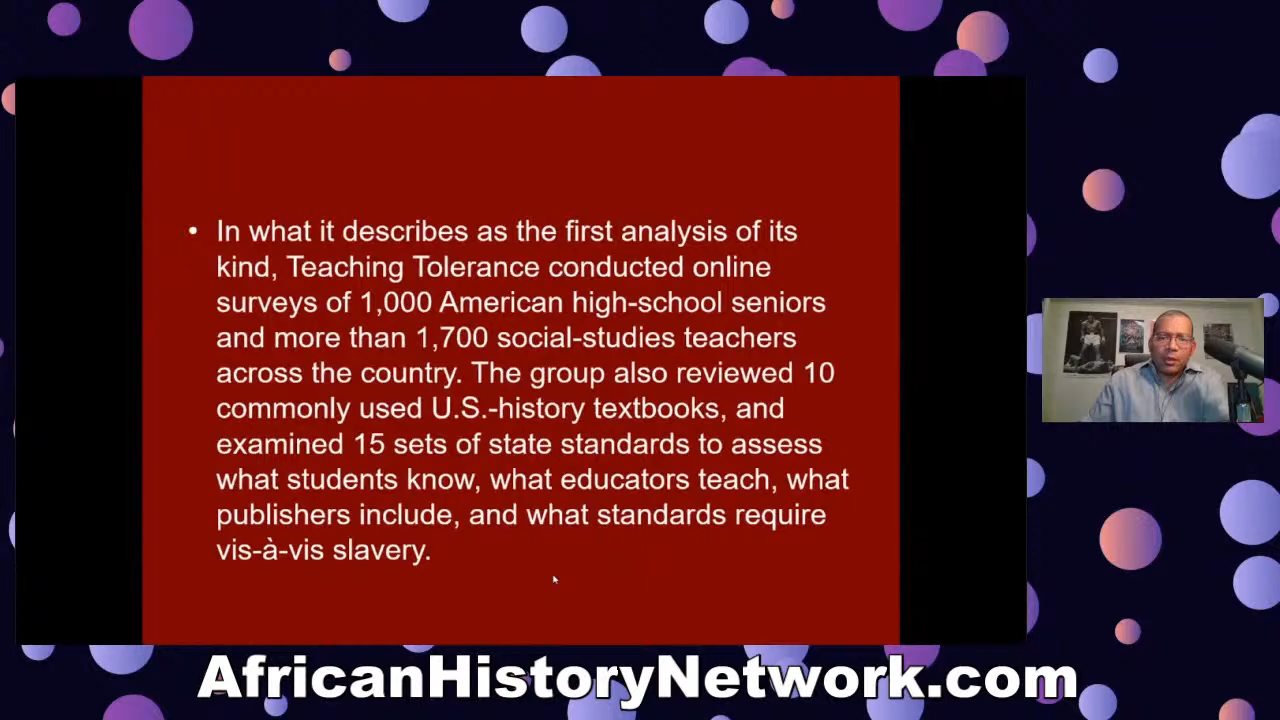 • In what it describes as the first analysis of its
kind, Teaching Tolerance conducted online
surveys of 1,000 American high-school seniors
and more than 1,700 social-studies teachers
across the country. The group also reviewed 10
commonly used U.S.-history textbooks, and
examined 15 sets of state standards to assess
what students know, what educators teach, what
publishers include, and what standards require
vis-à-vis slavery.
AfricanHistoryNetwork.com